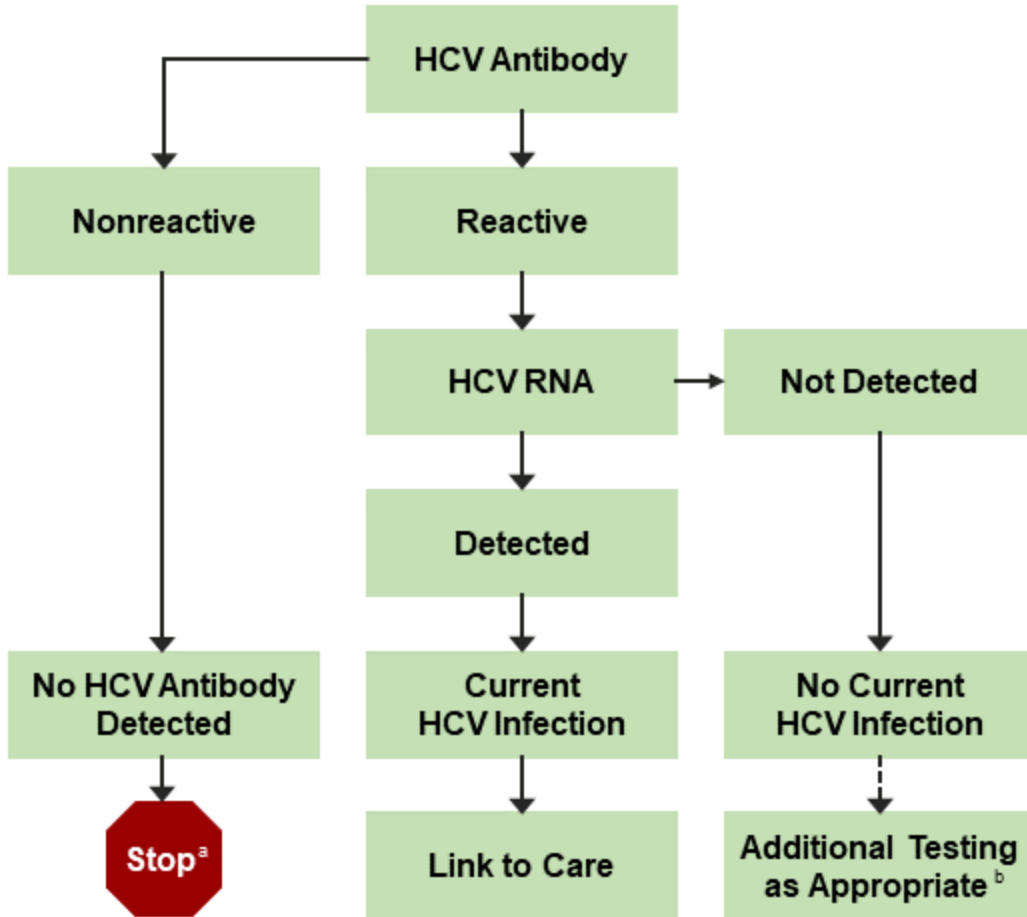 HCV Antibody
Nonreactive
Reactive
HCV RNA
Not Detected
Detected
No HCV Antibody
Detected
Current
HCV Infection
No Current
HCV Infection
Stop a
Link to Care
Additional Testing
as Appropriate b